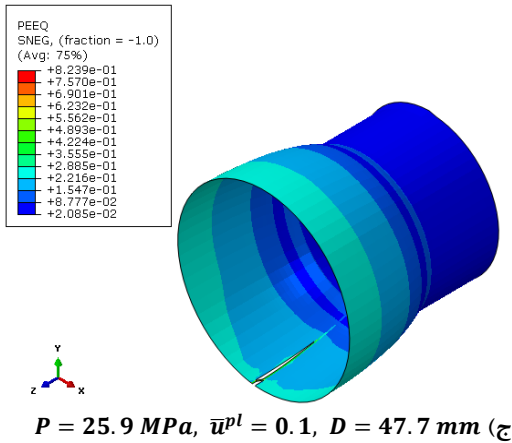 PEEQ
SNEG, (fraction = -1.0)
(Avg: 75%)
+8.239e-01
+7.570e-01
+6.901e-01
+6.232e-01
+5.562e-01
+4.893e-01
+4.224e-01
+3.555e-01
+2.885e-01
+2.216e-01
+1.547e-01
+8.777e-02
+2.085e-02
Y
Z X
P = 25.9 MPa, u̅ᵖˡ = 0.1, D = 47.7 mm (ج